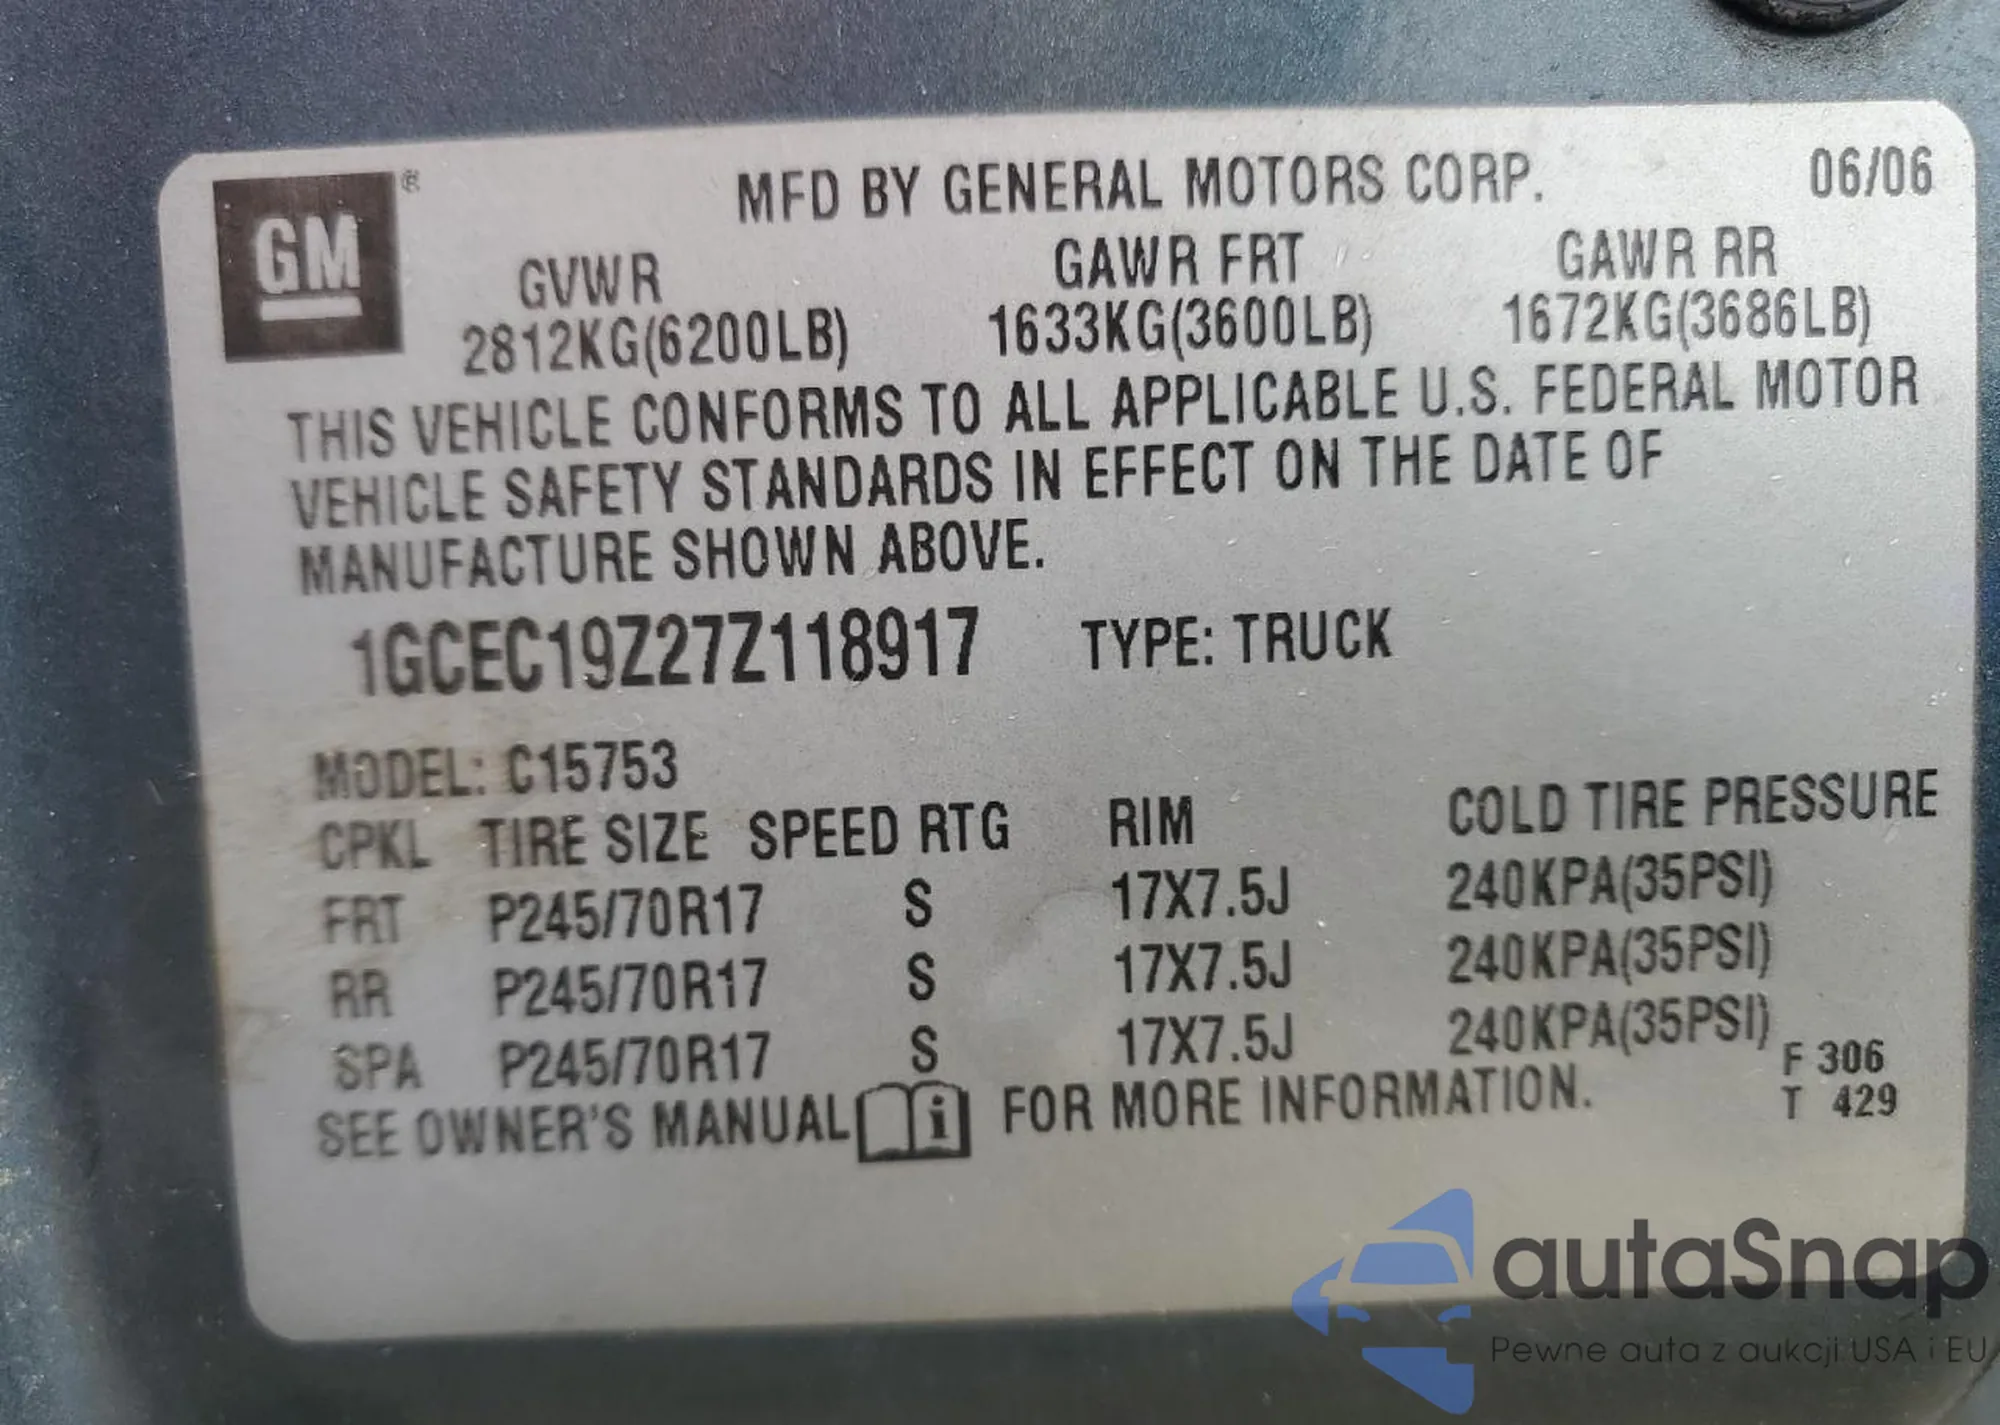 GM®
MFD BY GENERAL MOTORS CORP. 06/06
GVWR GAWR FRT GAWR RR
2812KG(6200LB) 1633KG(3600LB) 1672KG(3686LB)
THIS VEHICLE CONFORMS TO ALL APPLICABLE U.S. FEDERAL MOTOR
VEHICLE SAFETY STANDARDS IN EFFECT ON THE DATE OF
MANUFACTURE SHOWN ABOVE.
1GCEC19Z27Z118917 TYPE: TRUCK
MODEL: C15753
CPKL TIRE SIZE SPEED RTG RIM COLD TIRE PRESSURE
FRT P245/70R17 S 17X7.5J 240KPA(35PSI)
RR P245/70R17 S 17X7.5J 240KPA(35PSI)
SPA P245/70R17 S 17X7.5J 240KPA(35PSI)
SEE OWNER'S MANUAL i FOR MORE INFORMATION.
F 306
T 429
autaSnap
Pewne auta z aukcji USA i EU